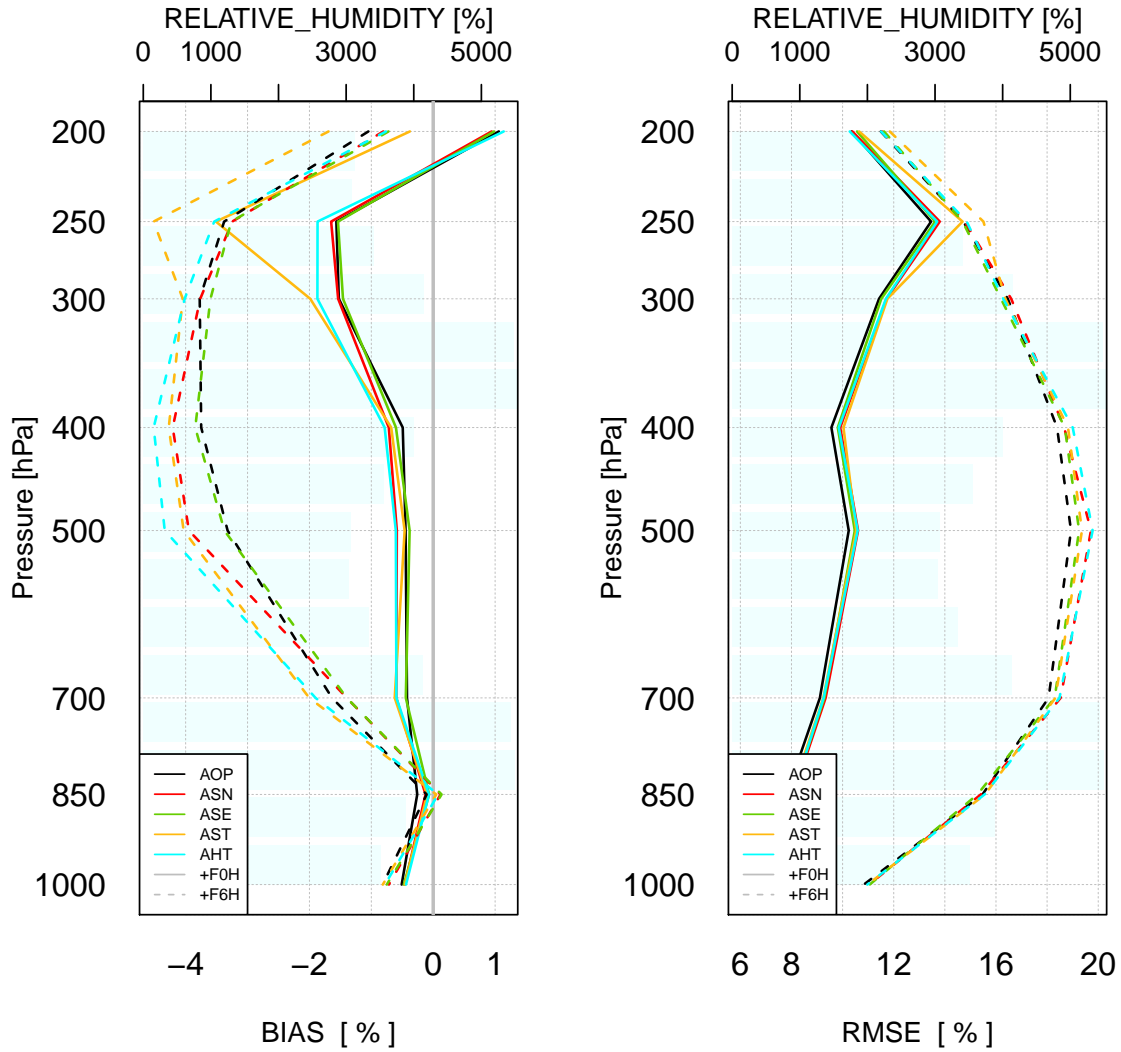 RELATIVE_HUMIDITY [%]
0 1000 3000 5000
200
250
300
400
500
700
850
1000
Pressure [hPa]
AOP
ASN
ASE
AST
AHT
+F0H
+F6H
−4 −2 0 1
BIAS [ % ]
RELATIVE_HUMIDITY [%]
0 1000 3000 5000
200
250
300
400
500
700
850
1000
Pressure [hPa]
AOP
ASN
ASE
AST
AHT
+F0H
+F6H
6 8 12 16 20
RMSE [ % ]